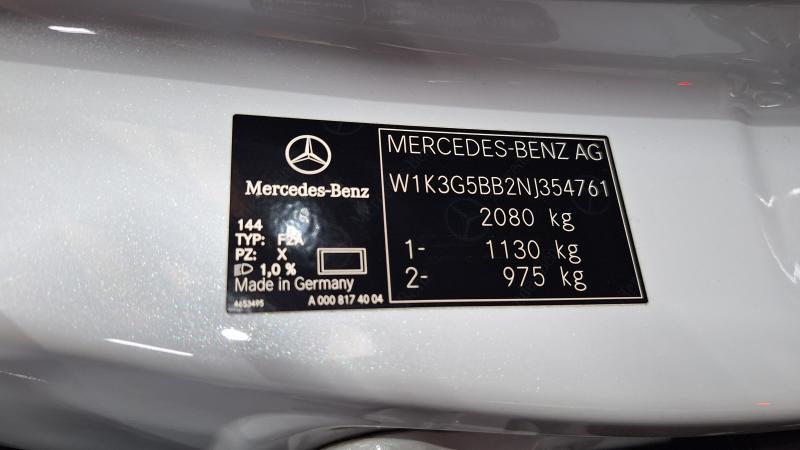 Mercedes-Benz
144
TYP: F2A
PZ: X
1,0 %
Made in Germany
4653495
A 000 817 40 04
MERCEDES-BENZ AG
W1K3G5BB2NJ354761
2080 kg
1- 1130 kg
2- 975 kg